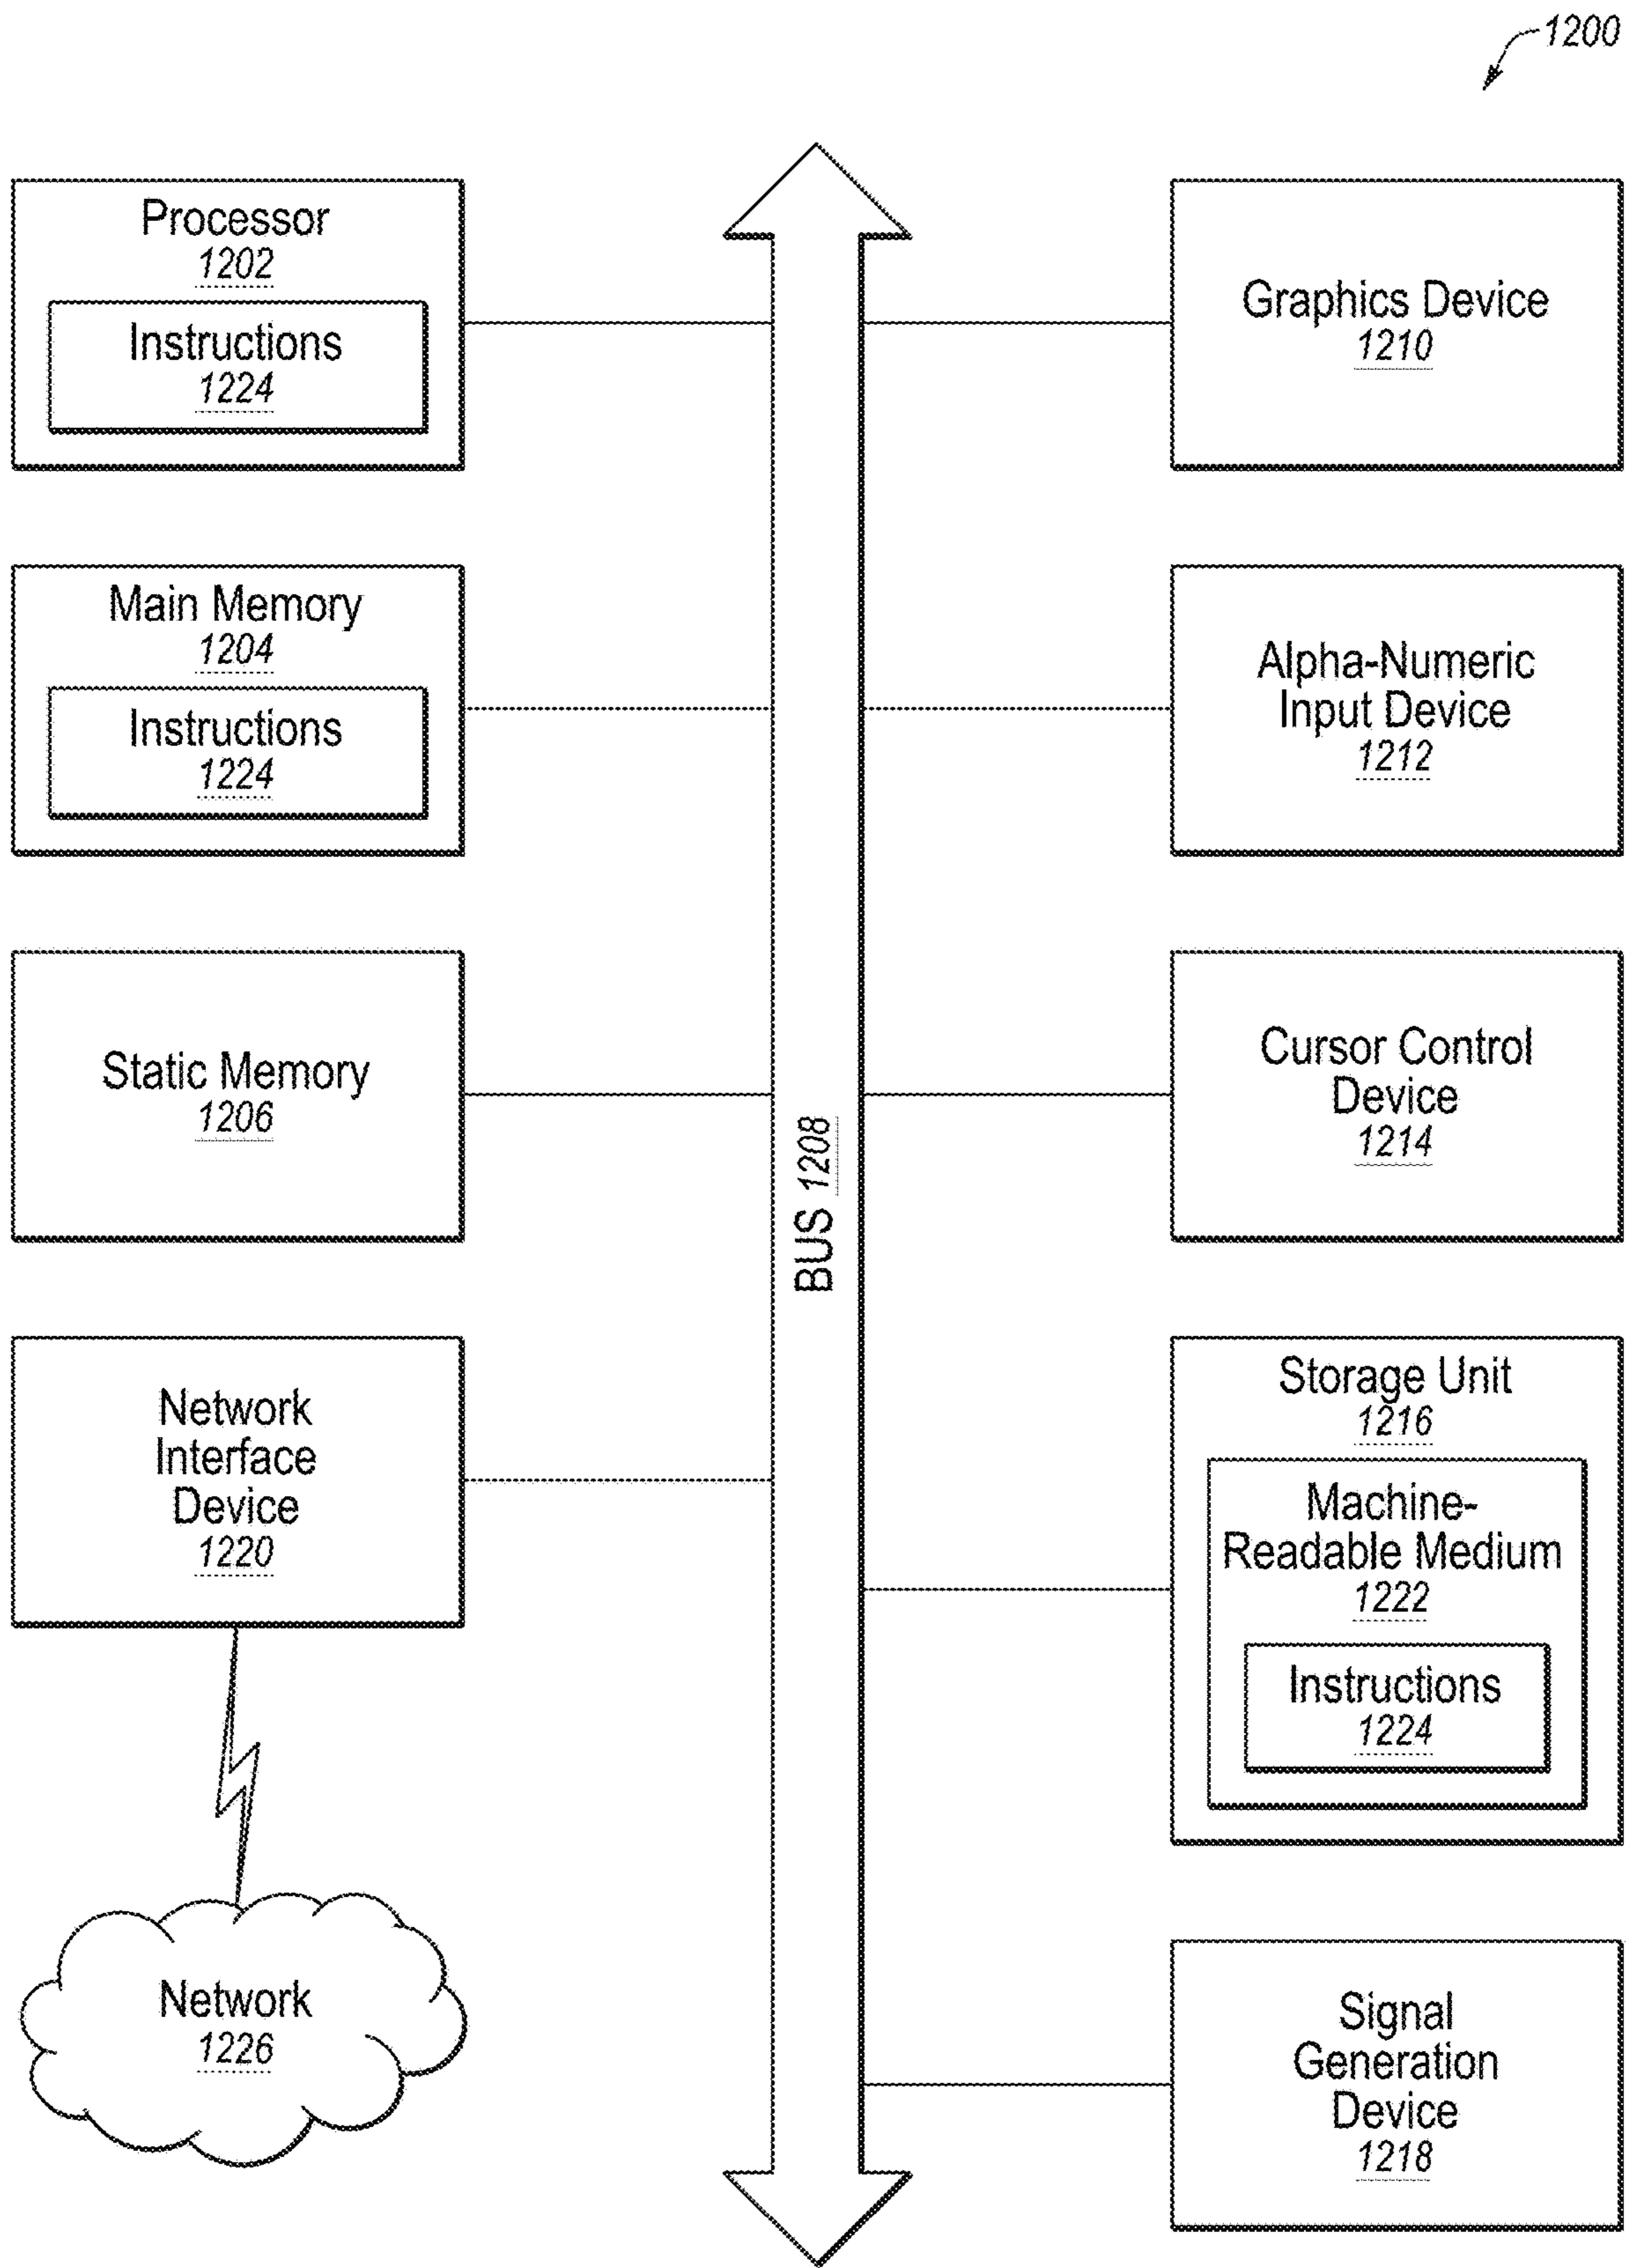 1200
Processor
1202
Instructions
1224
Main Memory
1204
Instructions
1224
Static Memory
1206
Network
Interface
Device
1220
Network
1226
BUS 1208
Graphics Device
1210
Alpha-Numeric
Input Device
1212
Cursor Control
Device
1214
Storage Unit
1216
Machine-
Readable Medium
1222
Instructions
1224
Signal
Generation
Device
1218